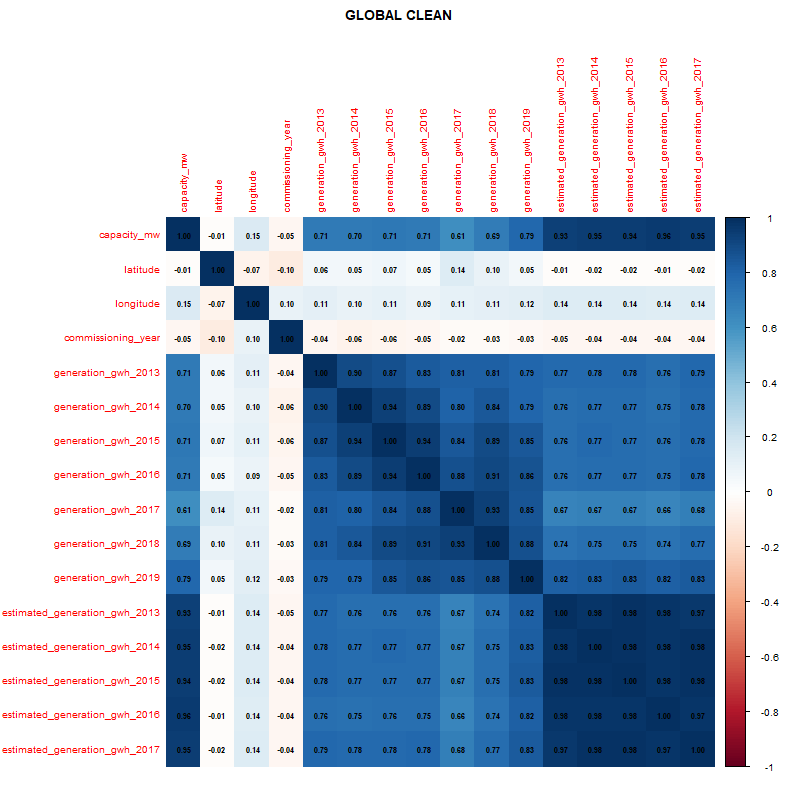 GLOBAL CLEAN
capacity_mw
latitude
longitude
commissioning_year
generation_gwh_2013
generation_gwh_2014
generation_gwh_2015
generation_gwh_2016
generation_gwh_2017
generation_gwh_2018
generation_gwh_2019
estimated_generation_gwh_2013
estimated_generation_gwh_2014
estimated_generation_gwh_2015
estimated_generation_gwh_2016
estimated_generation_gwh_2017
capacity_mw 1.00 -0.01 0.15 -0.05 0.71 0.70 0.71 0.71 0.61 0.69 0.79 0.93 0.95 0.94 0.96 0.95
latitude -0.01 1.00 -0.07 -0.10 0.06 0.05 0.07 0.05 0.14 0.10 0.05 -0.01 -0.02 -0.02 -0.01 -0.02
longitude 0.15 -0.07 1.00 0.10 0.11 0.10 0.11 0.09 0.11 0.11 0.12 0.14 0.14 0.14 0.14 0.14
commissioning_year -0.05 -0.10 0.10 1.00 -0.04 -0.06 -0.06 -0.05 -0.02 -0.03 -0.03 -0.05 -0.04 -0.04 -0.04 -0.04
generation_gwh_2013 0.71 0.06 0.11 -0.04 1.00 0.90 0.87 0.83 0.81 0.81 0.79 0.77 0.78 0.78 0.76 0.79
generation_gwh_2014 0.70 0.05 0.10 -0.06 0.90 1.00 0.94 0.89 0.80 0.84 0.79 0.76 0.77 0.77 0.75 0.78
generation_gwh_2015 0.71 0.07 0.11 -0.06 0.87 0.94 1.00 0.94 0.84 0.89 0.85 0.76 0.77 0.77 0.76 0.78
generation_gwh_2016 0.71 0.05 0.09 -0.05 0.83 0.89 0.94 1.00 0.88 0.91 0.86 0.76 0.77 0.77 0.75 0.78
generation_gwh_2017 0.61 0.14 0.11 -0.02 0.81 0.80 0.84 0.88 1.00 0.93 0.85 0.67 0.67 0.67 0.66 0.68
generation_gwh_2018 0.69 0.10 0.11 -0.03 0.81 0.84 0.89 0.91 0.93 1.00 0.88 0.74 0.75 0.75 0.74 0.77
generation_gwh_2019 0.79 0.05 0.12 -0.03 0.79 0.79 0.85 0.86 0.85 0.88 1.00 0.82 0.83 0.83 0.82 0.83
estimated_generation_gwh_2013 0.93 -0.01 0.14 -0.05 0.77 0.76 0.76 0.76 0.67 0.74 0.82 1.00 0.98 0.98 0.98 0.97
estimated_generation_gwh_2014 0.95 -0.02 0.14 -0.04 0.78 0.77 0.77 0.77 0.67 0.75 0.83 0.98 1.00 0.98 0.98 0.98
estimated_generation_gwh_2015 0.94 -0.02 0.14 -0.04 0.78 0.77 0.77 0.77 0.67 0.75 0.83 0.98 0.98 1.00 0.98 0.98
estimated_generation_gwh_2016 0.96 -0.01 0.14 -0.04 0.76 0.75 0.76 0.75 0.66 0.74 0.82 0.98 0.98 0.98 1.00 0.97
estimated_generation_gwh_2017 0.95 -0.02 0.14 -0.04 0.79 0.78 0.78 0.78 0.68 0.77 0.83 0.97 0.98 0.98 0.97 1.00
1
0.8
0.6
0.4
0.2
0
-0.2
-0.4
-0.6
-0.8
-1